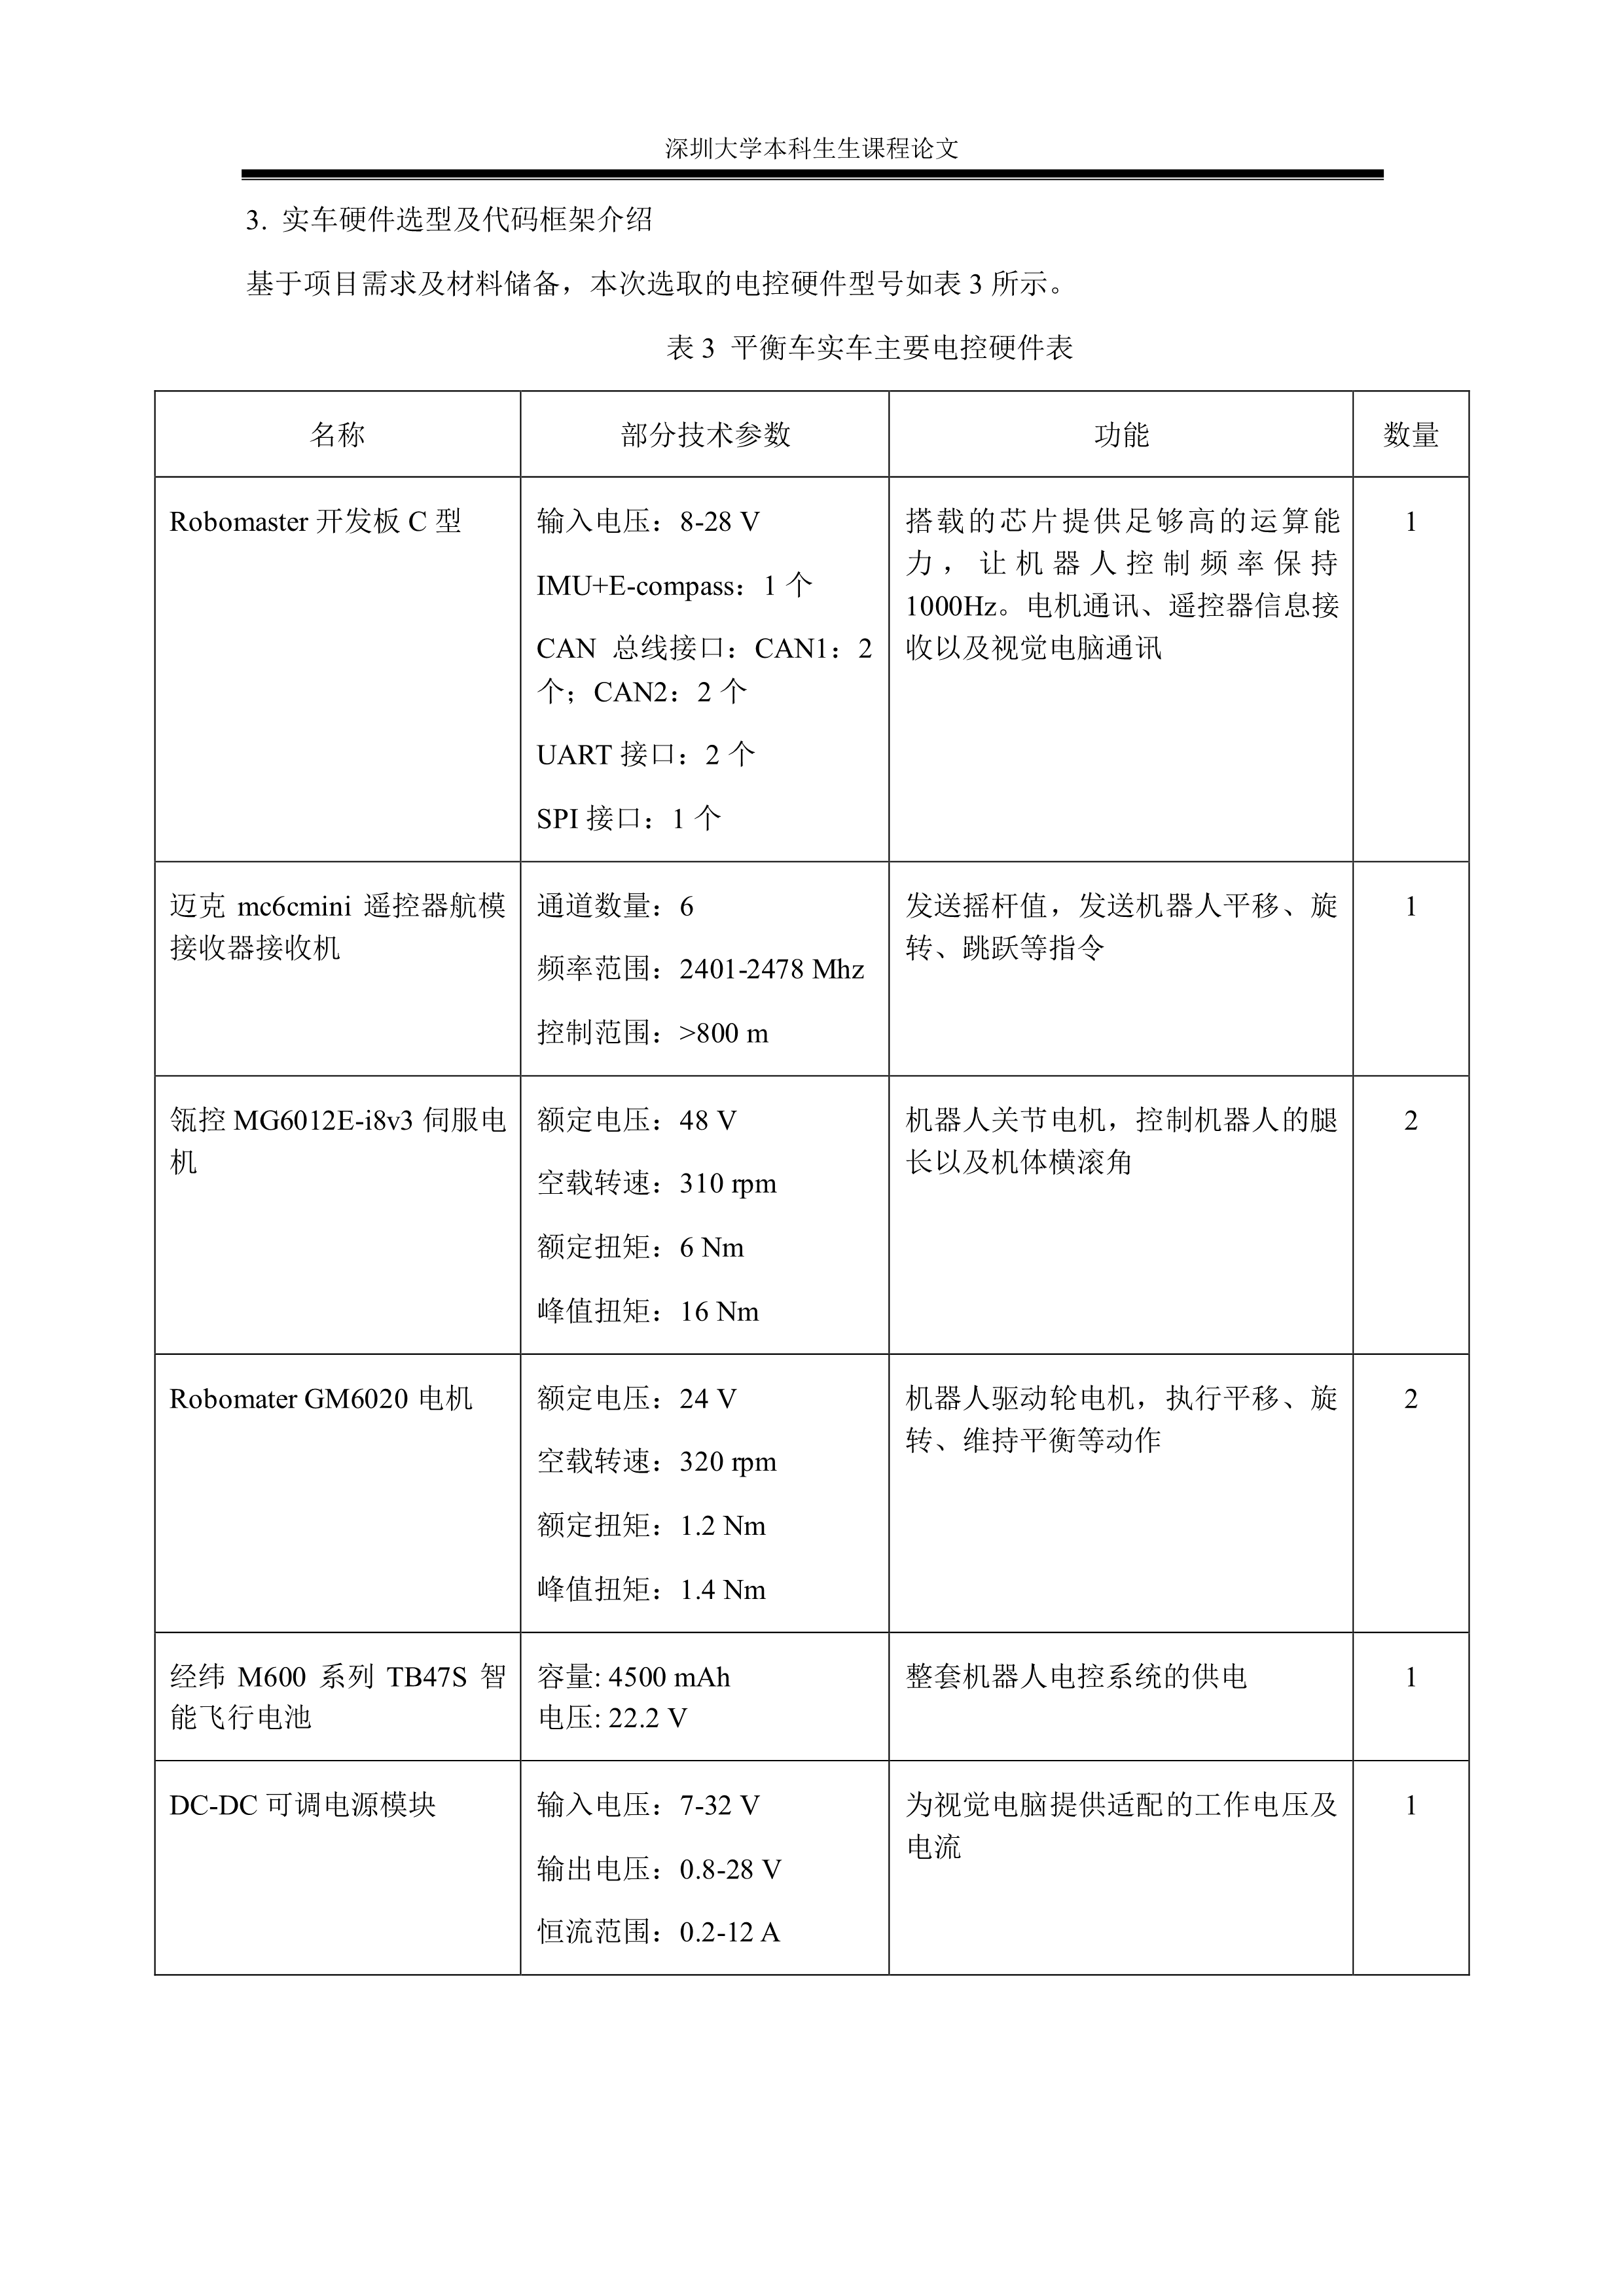 深圳大学本科生生课程论文
3. 实车硬件选型及代码框架介绍
基于项目需求及材料储备，本次选取的电控硬件型号如表 3 所示。
表 3 平衡车实车主要电控硬件表
名称
部分技术参数
功能
数量
Robomaster 开发板 C 型
输入电压：8-28 V
IMU+E-compass：1 个
CAN 总线接口：CAN1：2
个；CAN2：2 个
UART 接口：2 个
SPI 接口：1 个
搭载的芯片提供足够高的运算能
力，让机器人控制频率保持
1000Hz。电机通讯、遥控器信息接
收以及视觉电脑通讯
1
迈克 mc6cmini 遥控器航模
接收器接收机
通道数量：6
频率范围：2401-2478 Mhz
控制范围：>800 m
发送摇杆值，发送机器人平移、旋
转、跳跃等指令
1
瓴控 MG6012E-i8v3 伺服电
机
额定电压：48 V
空载转速：310 rpm
额定扭矩：6 Nm
峰值扭矩：16 Nm
机器人关节电机，控制机器人的腿
长以及机体横滚角
2
Robomater GM6020 电机
额定电压：24 V
空载转速：320 rpm
额定扭矩：1.2 Nm
峰值扭矩：1.4 Nm
机器人驱动轮电机，执行平移、旋
转、维持平衡等动作
2
经纬 M600 系列 TB47S 智
能飞行电池
容量: 4500 mAh
电压: 22.2 V
整套机器人电控系统的供电
1
DC-DC 可调电源模块
输入电压：7-32 V
输出电压：0.8-28 V
恒流范围：0.2-12 A
为视觉电脑提供适配的工作电压及
电流
1